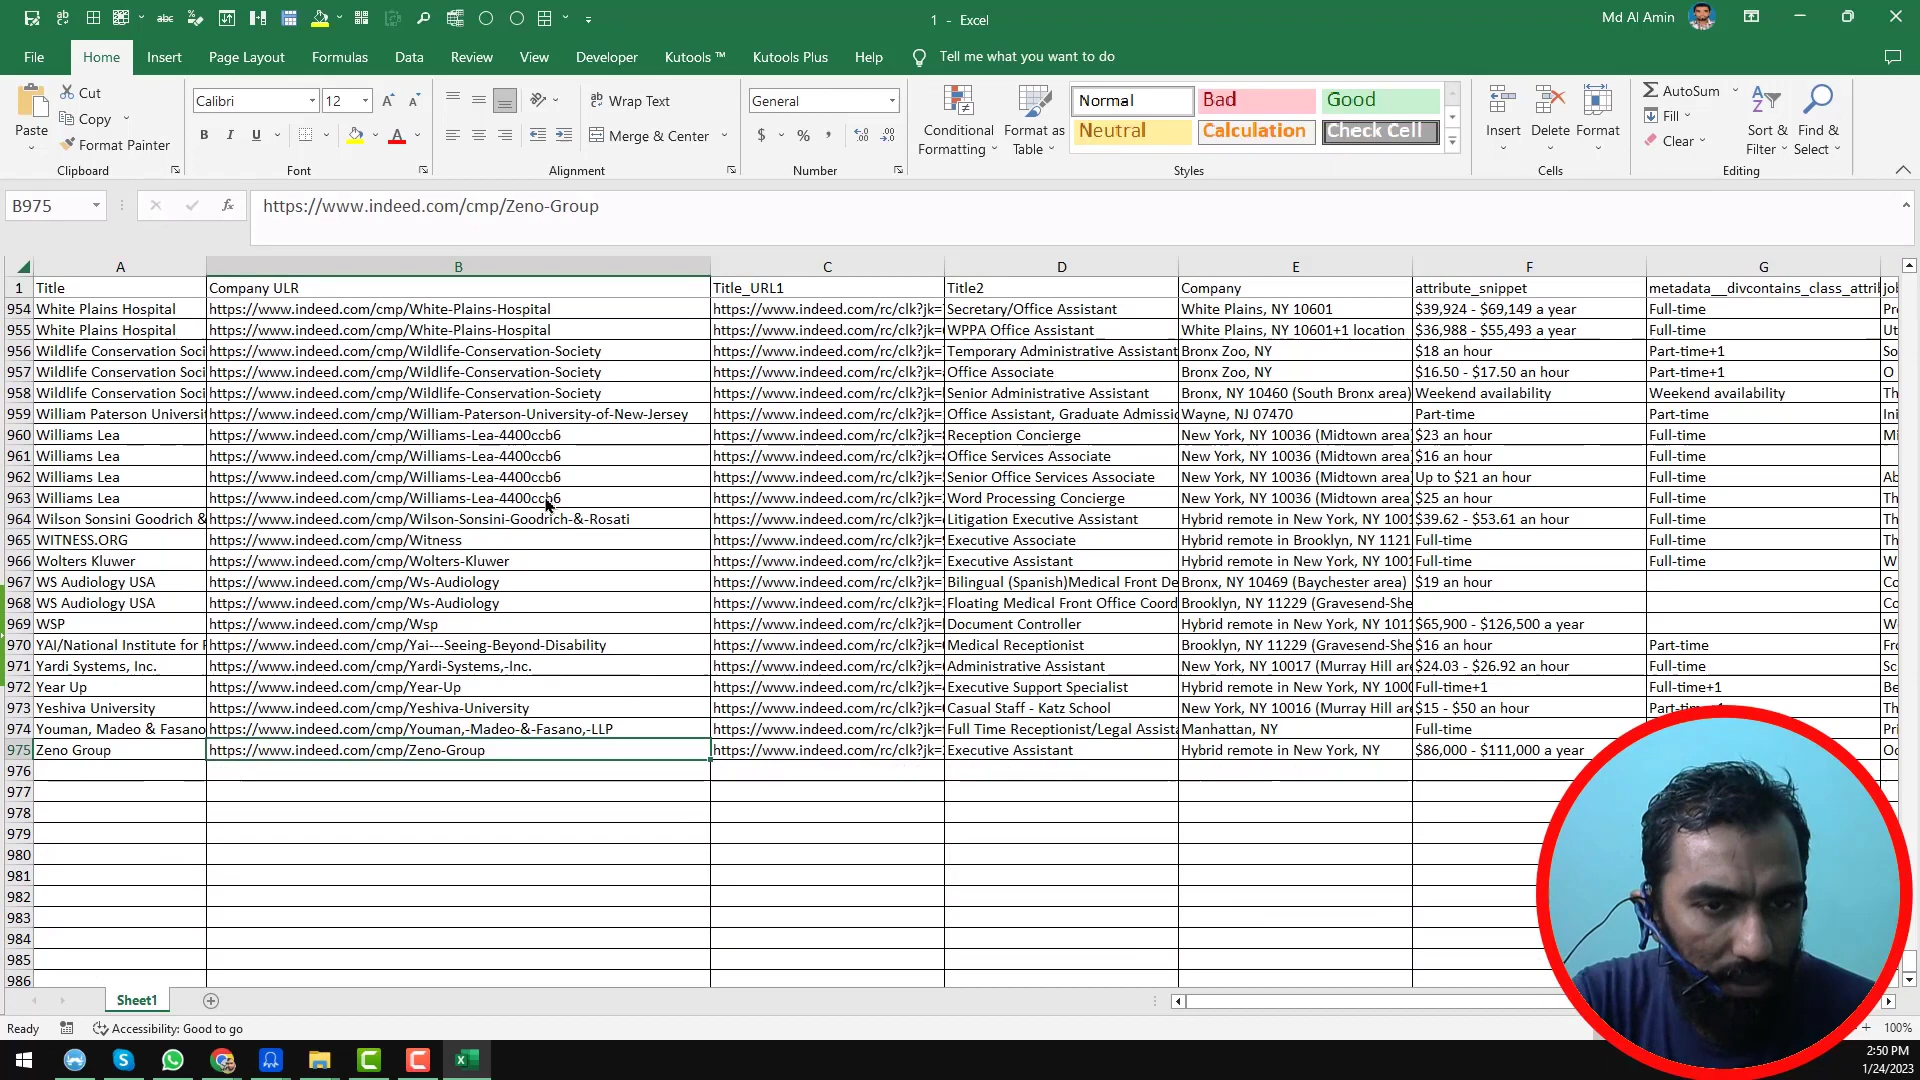 1 - Excel
Md Al Amin
File Home Insert Page Layout Formulas Data Review View Developer Kutools ™ Kutools Plus Help Tell me what you want to do
Paste
Cut
Copy
Format Painter
Clipboard
Calibri 12
B I U
Font
Wrap Text
Merge & Center
Alignment
General
$ % ,
Number
Conditional Formatting
Format as Table
Normal Bad Good
Neutral Calculation Check Cell
Styles
Insert Delete Format
Cells
AutoSum
Fill
Clear
Sort & Filter
Find & Select
Editing
B975 fx https://www.indeed.com/cmp/Zeno-Group
A B C D E F G
1 Title Company ULR Title_URL1 Title2 Company attribute_snippet metadata__divcontains_class_attri jol
954 White Plains Hospital https://www.indeed.com/cmp/White-Plains-Hospital https://www.indeed.com/rc/clk?jk= Secretary/Office Assistant White Plains, NY 10601 $39,924 - $69,149 a year Full-time Pr
955 White Plains Hospital https://www.indeed.com/cmp/White-Plains-Hospital https://www.indeed.com/rc/clk?jk= WPPA Office Assistant White Plains, NY 10601+1 location $36,988 - $55,493 a year Full-time Ut
956 Wildlife Conservation Soci https://www.indeed.com/cmp/Wildlife-Conservation-Society https://www.indeed.com/rc/clk?jk= Temporary Administrative Assistant Bronx Zoo, NY $18 an hour Part-time+1 So
957 Wildlife Conservation Soci https://www.indeed.com/cmp/Wildlife-Conservation-Society https://www.indeed.com/rc/clk?jk= Office Associate Bronx Zoo, NY $16.50 - $17.50 an hour Part-time+1 O
958 Wildlife Conservation Soci https://www.indeed.com/cmp/Wildlife-Conservation-Society https://www.indeed.com/rc/clk?jk= Senior Administrative Assistant Bronx, NY 10460 (South Bronx area) Weekend availability Weekend availability Th
959 William Paterson Universi https://www.indeed.com/cmp/William-Paterson-University-of-New-Jersey https://www.indeed.com/rc/clk?jk= Office Assistant, Graduate Admissic Wayne, NJ 07470 Part-time Part-time Ini
960 Williams Lea https://www.indeed.com/cmp/Williams-Lea-4400ccb6 https://www.indeed.com/rc/clk?jk= Reception Concierge New York, NY 10036 (Midtown area) $23 an hour Full-time Mi
961 Williams Lea https://www.indeed.com/cmp/Williams-Lea-4400ccb6 https://www.indeed.com/rc/clk?jk= Office Services Associate New York, NY 10036 (Midtown area) $16 an hour Full-time
962 Williams Lea https://www.indeed.com/cmp/Williams-Lea-4400ccb6 https://www.indeed.com/rc/clk?jk= Senior Office Services Associate New York, NY 10036 (Midtown area) Up to $21 an hour Full-time Ab
963 Williams Lea https://www.indeed.com/cmp/Williams-Lea-4400ccb6 https://www.indeed.com/rc/clk?jk= Word Processing Concierge New York, NY 10036 (Midtown area) $25 an hour Full-time Th
964 Wilson Sonsini Goodrich & https://www.indeed.com/cmp/Wilson-Sonsini-Goodrich-&-Rosati https://www.indeed.com/rc/clk?jk= Litigation Executive Assistant Hybrid remote in New York, NY 1001 $39.62 - $53.61 an hour Full-time Th
965 WITNESS.ORG https://www.indeed.com/cmp/Witness https://www.indeed.com/rc/clk?jk= Executive Associate Hybrid remote in Brooklyn, NY 1121 Full-time Full-time Th
966 Wolters Kluwer https://www.indeed.com/cmp/Wolters-Kluwer https://www.indeed.com/rc/clk?jk= Executive Assistant Hybrid remote in New York, NY 1001 Full-time Full-time W
967 WS Audiology USA https://www.indeed.com/cmp/Ws-Audiology https://www.indeed.com/rc/clk?jk= Bilingual (Spanish)Medical Front De Bronx, NY 10469 (Baychester area) $19 an hour Co
968 WS Audiology USA https://www.indeed.com/cmp/Ws-Audiology https://www.indeed.com/rc/clk?jk= Floating Medical Front Office Coord Brooklyn, NY 11229 (Gravesend-She Co
969 WSP https://www.indeed.com/cmp/Wsp https://www.indeed.com/rc/clk?jk= Document Controller Hybrid remote in New York, NY 1011 $65,900 - $126,500 a year We
970 YAI/National Institute for F https://www.indeed.com/cmp/Yai---Seeing-Beyond-Disability https://www.indeed.com/rc/clk?jk= Medical Receptionist Brooklyn, NY 11229 (Gravesend-She $16 an hour Part-time Fro
971 Yardi Systems, Inc. https://www.indeed.com/cmp/Yardi-Systems,-Inc. https://www.indeed.com/rc/clk?jk= Administrative Assistant New York, NY 10017 (Murray Hill are $24.03 - $26.92 an hour Full-time Sc
972 Year Up https://www.indeed.com/cmp/Year-Up https://www.indeed.com/rc/clk?jk= Executive Support Specialist Hybrid remote in New York, NY 1000 Full-time+1 Full-time+1 Be
973 Yeshiva University https://www.indeed.com/cmp/Yeshiva-University https://www.indeed.com/rc/clk?jk= Casual Staff - Katz School New York, NY 10016 (Murray Hill are $15 - $50 an hour Part-time+1 Th
974 Youman, Madeo & Fasano https://www.indeed.com/cmp/Youman,-Madeo-&-Fasano,-LLP https://www.indeed.com/rc/clk?jk= Full Time Receptionist/Legal Assista Manhattan, NY Full-time Pri
975 Zeno Group https://www.indeed.com/cmp/Zeno-Group https://www.indeed.com/rc/clk?jk= Executive Assistant Hybrid remote in New York, NY $86,000 - $111,000 a year Oc
976
977
978
979
980
981
982
983
984
985
986
Sheet1
Ready Accessibility: Good to go 100%
2:50 PM
1/24/2023